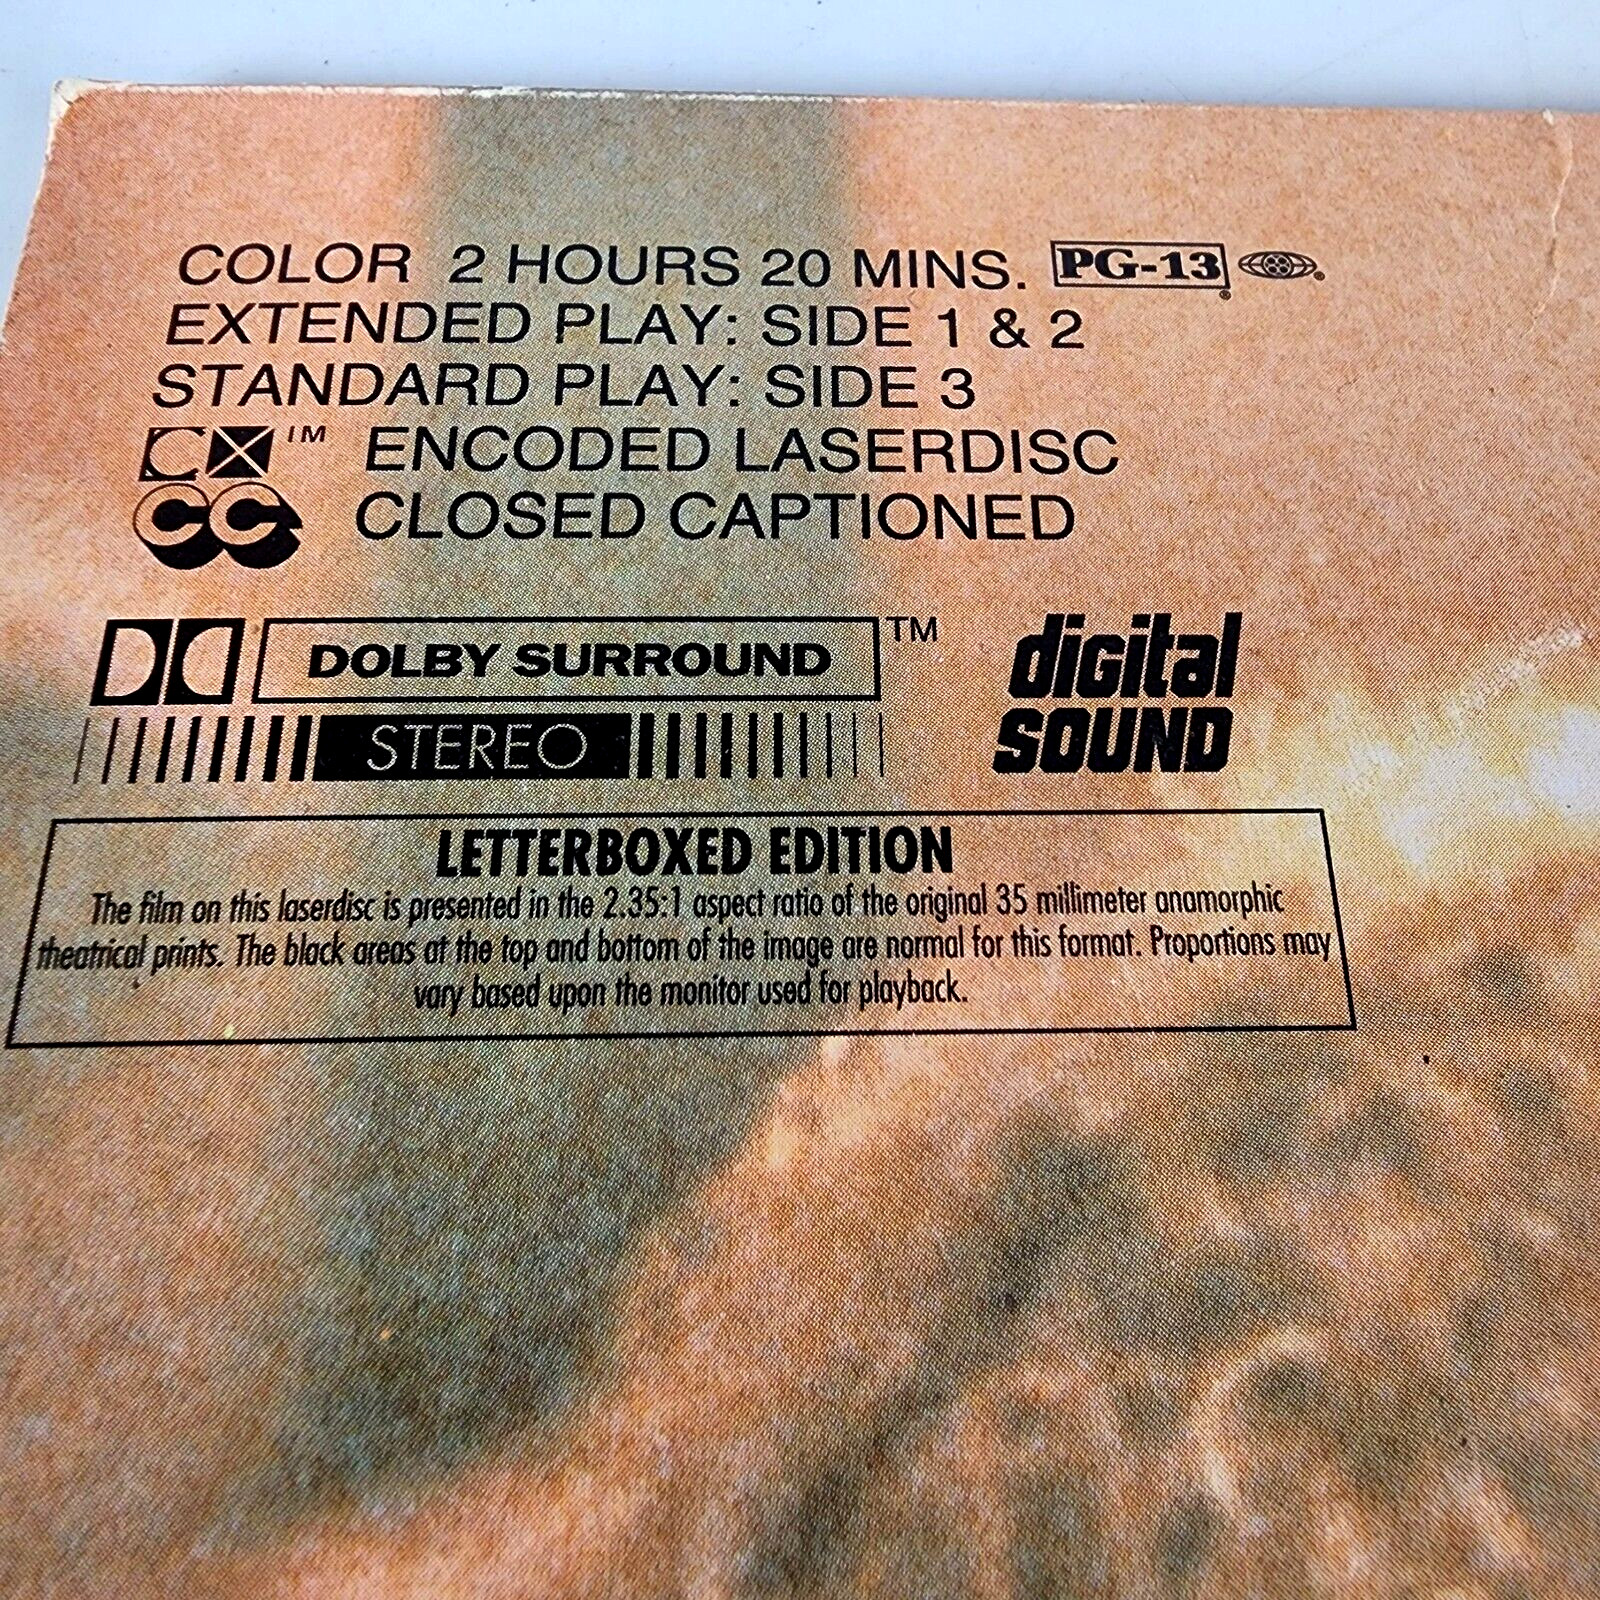 COLOR 2 HOURS 20 MINS. PG-13®
EXTENDED PLAY: SIDE 1 & 2
STANDARD PLAY: SIDE 3
CX™ ENCODED LASERDISC
CC CLOSED CAPTIONED
DOLBY SURROUND™
STEREO
digital
SOUND
LETTERBOXED EDITION
The film on this laserdisc is presented in the 2.35:1 aspect ratio of the original 35 millimeter anamorphic
theatrical prints. The black areas at the top and bottom of the image are normal for this format. Proportions may
vary based upon the monitor used for playback.